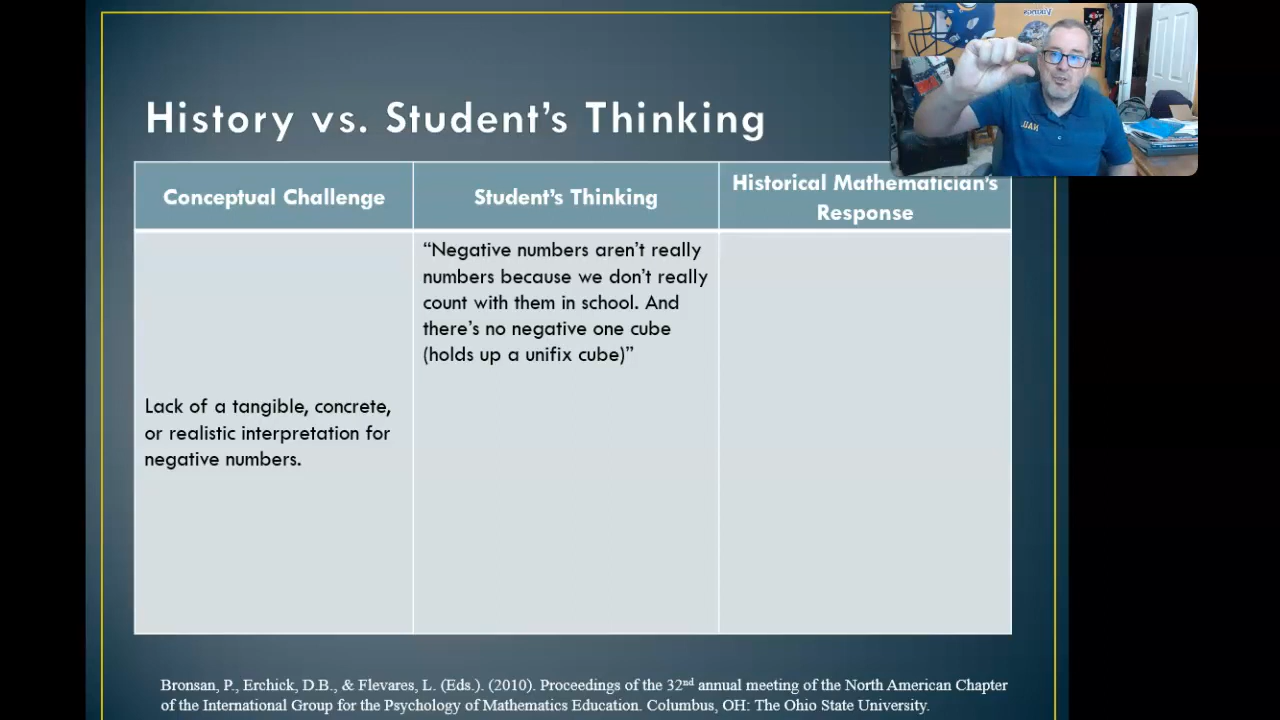 History vs. Student's Thinking
Conceptual Challenge
Student's Thinking
Historical Mathematician's
Response
Lack of a tangible, concrete,
or realistic interpretation for
negative numbers.
“Negative numbers aren't really
numbers because we don't really
count with them in school. And
there's no negative one cube
(holds up a unifix cube)”
Bronsan, P., Erchick, D.B., & Flevares, L. (Eds.). (2010). Proceedings of the 32nd annual meeting of the North American Chapter
of the International Group for the Psychology of Mathematics Education. Columbus, OH: The Ohio State University.